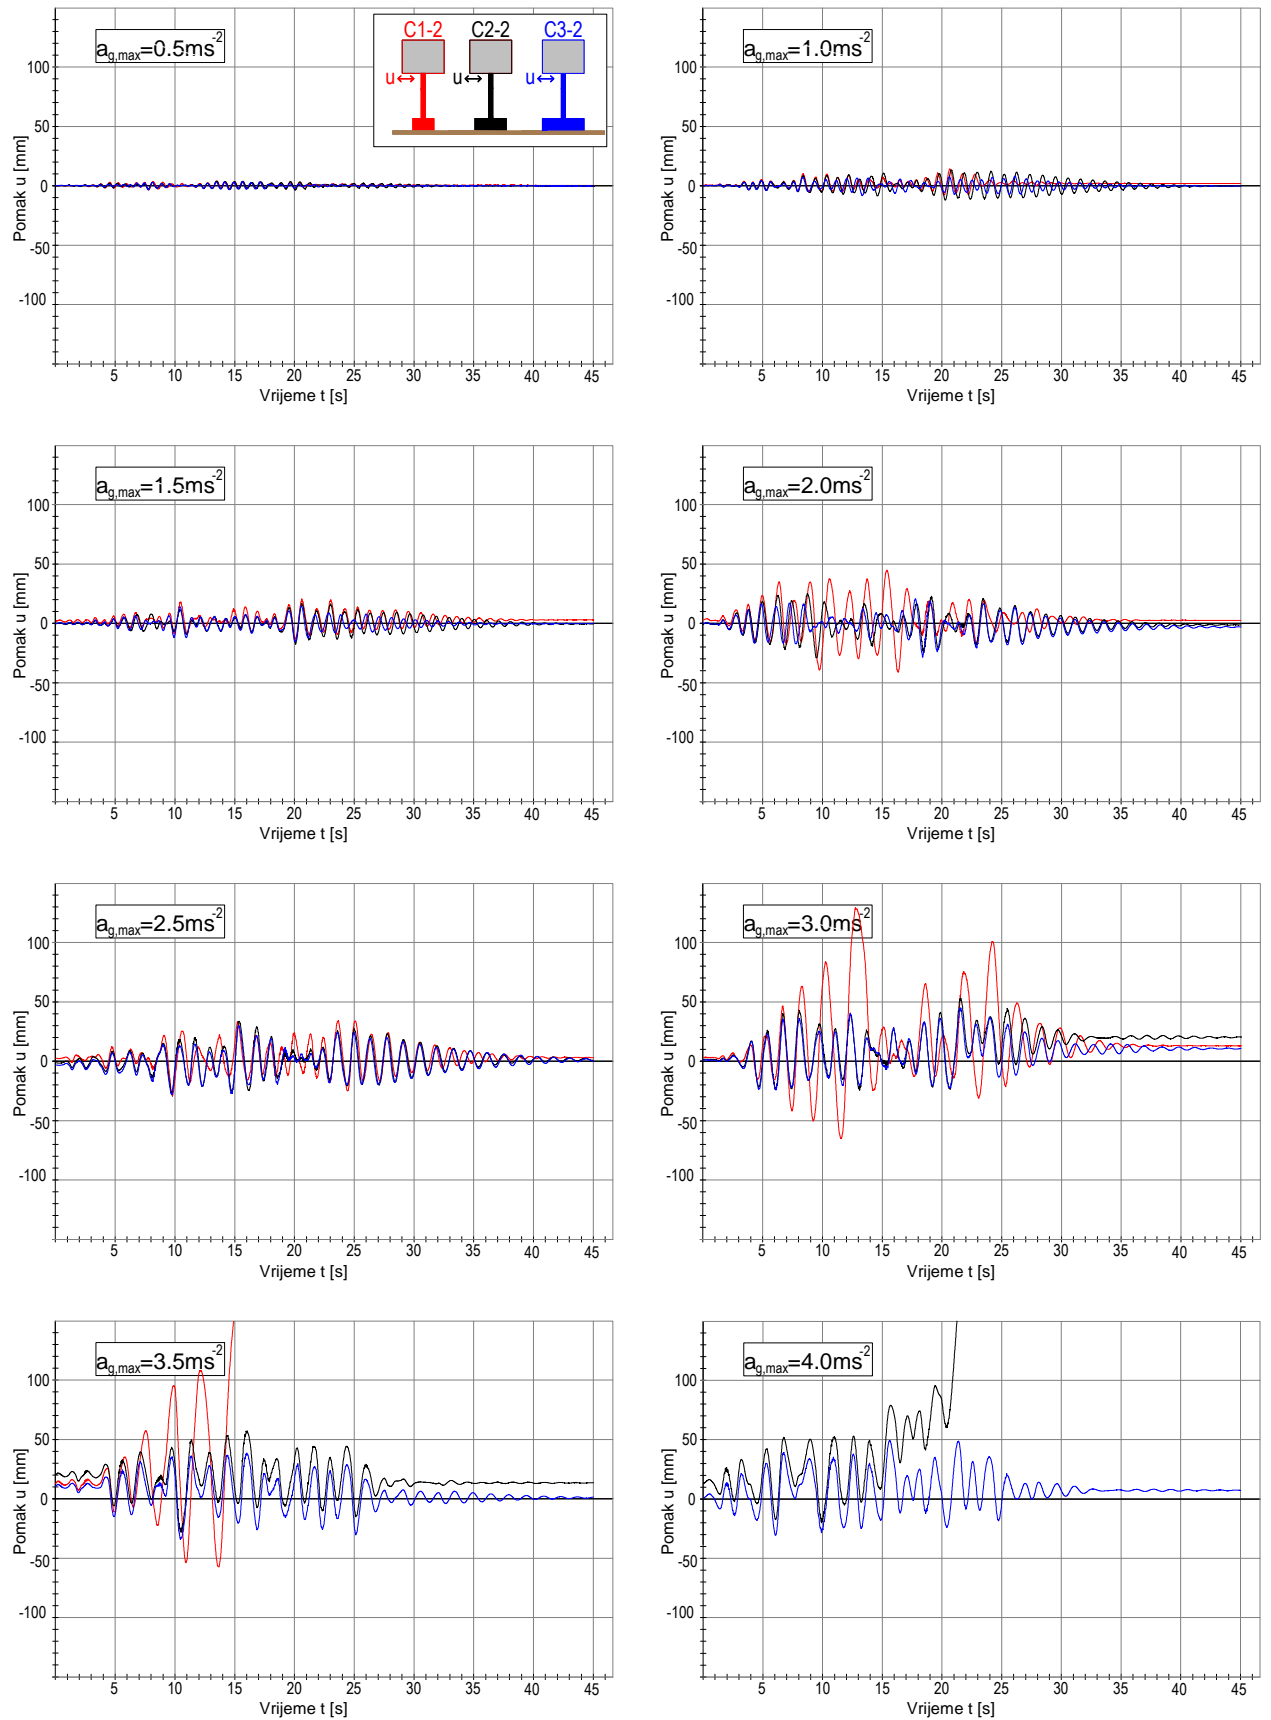 a_g,max=0.5ms^-2
C1-2 C2-2 C3-2
u u u
100
50
0
-50
-100
Pomak u [mm]
5 10 15 20 25 30 35 40 45
Vrijeme t [s]
a_g,max=1.0ms^-2
100
50
0
-50
-100
Pomak u [mm]
5 10 15 20 25 30 35 40 45
Vrijeme t [s]
a_g,max=1.5ms^-2
100
50
0
-50
-100
Pomak u [mm]
5 10 15 20 25 30 35 40 45
Vrijeme t [s]
a_g,max=2.0ms^-2
100
50
0
-50
-100
Pomak u [mm]
5 10 15 20 25 30 35 40 45
Vrijeme t [s]
a_g,max=2.5ms^-2
100
50
0
-50
-100
Pomak u [mm]
5 10 15 20 25 30 35 40 45
Vrijeme t [s]
a_g,max=3.0ms^-2
100
50
0
-50
-100
Pomak u [mm]
5 10 15 20 25 30 35 40 45
Vrijeme t [s]
a_g,max=3.5ms^-2
100
50
0
-50
-100
Pomak u [mm]
5 10 15 20 25 30 35 40 45
Vrijeme t [s]
a_g,max=4.0ms^-2
100
50
0
-50
-100
Pomak u [mm]
5 10 15 20 25 30 35 40 45
Vrijeme t [s]